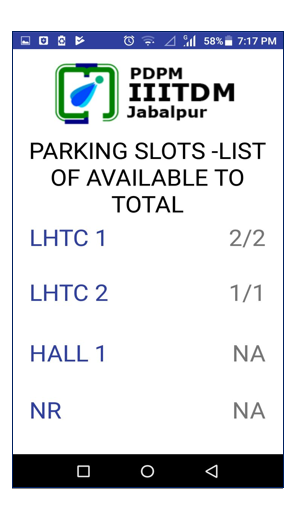 58% 7:17 PM
PDPM
IIITDM
Jabalpur
PARKING SLOTS -LIST
OF AVAILABLE TO
TOTAL
LHTC 1 2/2
LHTC 2 1/1
HALL 1 NA
NR NA